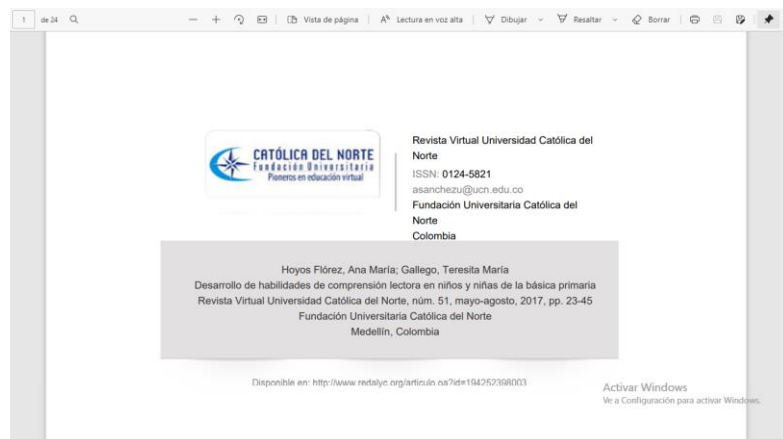 1 de 24 Vista de página Lectura en voz alta Dibujar Resaltar Borrar
CATÓLICA DEL NORTE
Fundación Universitaria
Pioneros en educación virtual
Revista Virtual Universidad Católica del
Norte
ISSN: 0124-5821
asanchezu@ucn.edu.co
Fundación Universitaria Católica del
Norte
Colombia
Hoyos Flórez, Ana María; Gallego, Teresita María
Desarrollo de habilidades de comprensión lectora en niños y niñas de la básica primaria
Revista Virtual Universidad Católica del Norte, núm. 51, mayo-agosto, 2017, pp. 23-45
Fundación Universitaria Católica del Norte
Medellín, Colombia
Disponible en: http://www.redalyc.org/articulo.oa?id=194252398003
Activar Windows
Ve a Configuración para activar Windows.